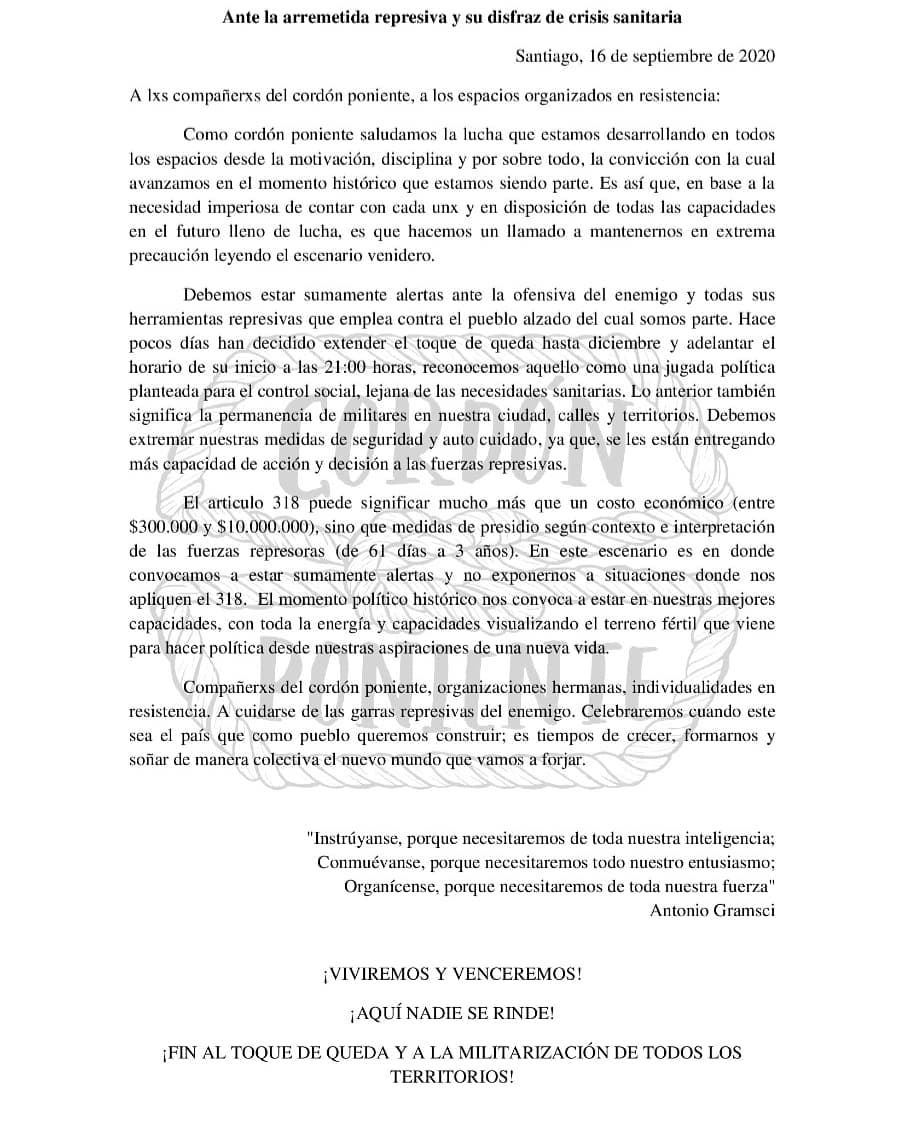 Ante la arremetida represiva y su disfraz de crisis sanitaria
Santiago, 16 de septiembre de 2020
A lxs compañerxs del cordón poniente, a los espacios organizados en resistencia:
Como cordón poniente saludamos la lucha que estamos desarrollando en todos
los espacios desde la motivación, disciplina y por sobre todo, la convicción con la cual
avanzamos en el momento histórico que estamos siendo parte. Es así que, en base a la
necesidad imperiosa de contar con cada unx y en disposición de todas las capacidades
en el futuro lleno de lucha, es que hacemos un llamado a mantenernos en extrema
precaución leyendo el escenario venidero.
Debemos estar sumamente alertas ante la ofensiva del enemigo y todas sus
herramientas represivas que emplea contra el pueblo alzado del cual somos parte. Hace
pocos días han decidido extender el toque de queda hasta diciembre y adelantar el
horario de su inicio a las 21:00 horas, reconocemos aquello como una jugada política
planteada para el control social, lejana de las necesidades sanitarias. Lo anterior también
significa la permanencia de militares en nuestra ciudad, calles y territorios. Debemos
extremar nuestras medidas de seguridad y auto cuidado, ya que, se les están entregando
más capacidad de acción y decisión a las fuerzas represivas.
El articulo 318 puede significar mucho más que un costo económico (entre
$300.000 y $10.000.000), sino que medidas de presidio según contexto e interpretación
de las fuerzas represoras (de 61 días a 3 años). En este escenario es en donde
convocamos a estar sumamente alertas y no exponernos a situaciones donde nos
apliquen el 318. El momento político histórico nos convoca a estar en nuestras mejores
capacidades, con toda la energía y capacidades visualizando el terreno fértil que viene
para hacer política desde nuestras aspiraciones de una nueva vida.
Compañerxs del cordón poniente, organizaciones hermanas, individualidades en
resistencia. A cuidarse de las garras represivas del enemigo. Celebraremos cuando este
sea el país que como pueblo queremos construir; es tiempos de crecer, formarnos y
soñar de manera colectiva el nuevo mundo que vamos a forjar.
CORDÓN
PONIENTE
"Instrúyanse, porque necesitaremos de toda nuestra inteligencia;
Conmuévanse, porque necesitaremos todo nuestro entusiasmo;
Organícense, porque necesitaremos de toda nuestra fuerza"
Antonio Gramsci
¡VIVIREMOS Y VENCEREMOS!
¡AQUÍ NADIE SE RINDE!
¡FIN AL TOQUE DE QUEDA Y A LA MILITARIZACIÓN DE TODOS LOS
TERRITORIOS!